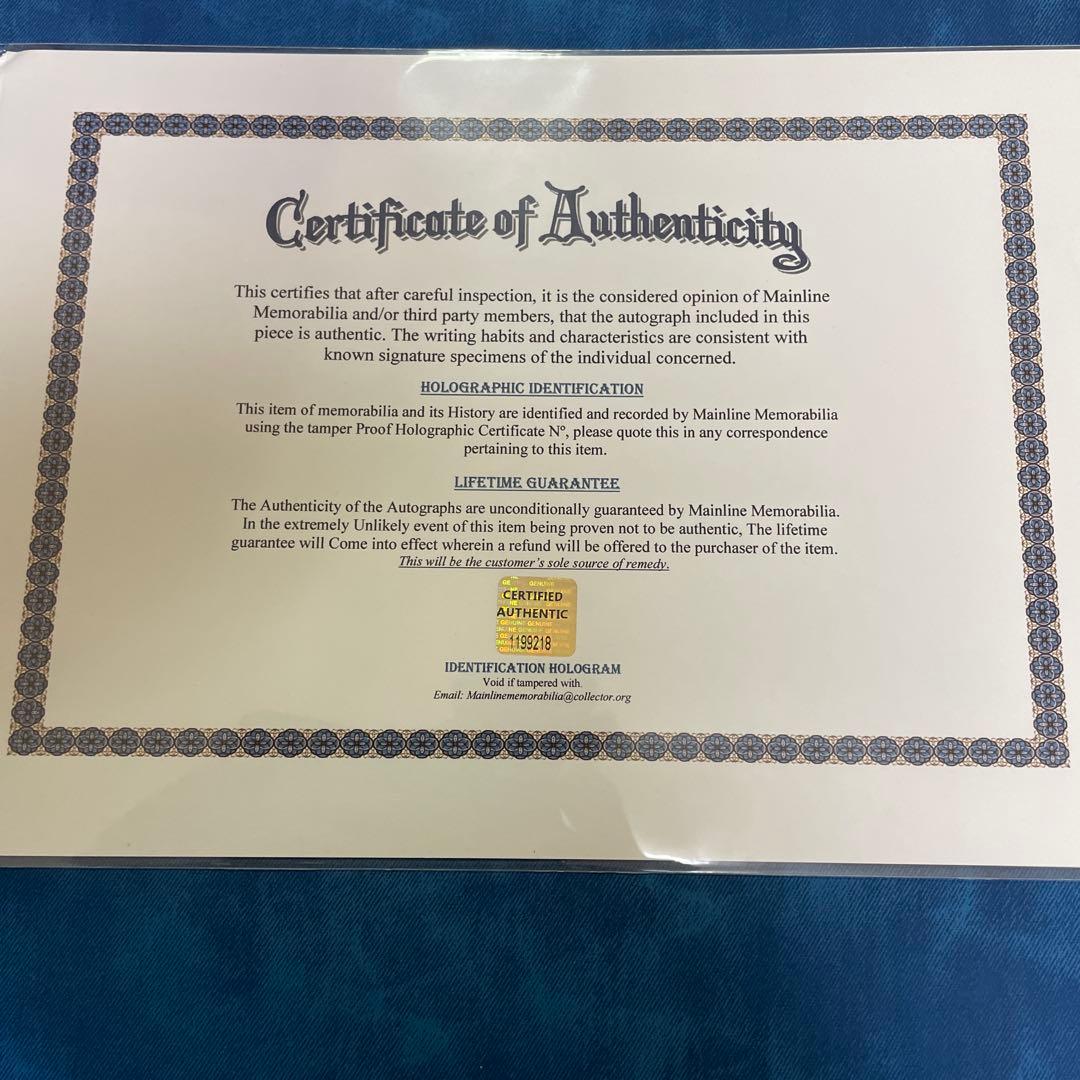 Certificate of Authenticity
This certifies that after careful inspection, it is the considered opinion of Mainline
Memorabilia and/or third party members, that the autograph included in this
piece is authentic. The writing habits and characteristics are consistent with
known signature specimens of the individual concerned.
HOLOGRAPHIC IDENTIFICATION
This item of memorabilia and its History are identified and recorded by Mainline Memorabilia
using the tamper Proof Holographic Certificate Nº, please quote this in any correspondence
pertaining to this item.
LIFETIME GUARANTEE
The Authenticity of the Autographs are unconditionally guaranteed by Mainline Memorabilia.
In the extremely Unlikely event of this item being proven not to be authentic, The lifetime
guarantee will Come into effect wherein a refund will be offered to the purchaser of the item.
This will be the customer's sole source of remedy.
CERTIFIED
AUTHENTIC
GENUINE GENUINE
1199218
IDENTIFICATION HOLOGRAM
Void if tampered with.
Email: Mainlinememorabilia@collector.org